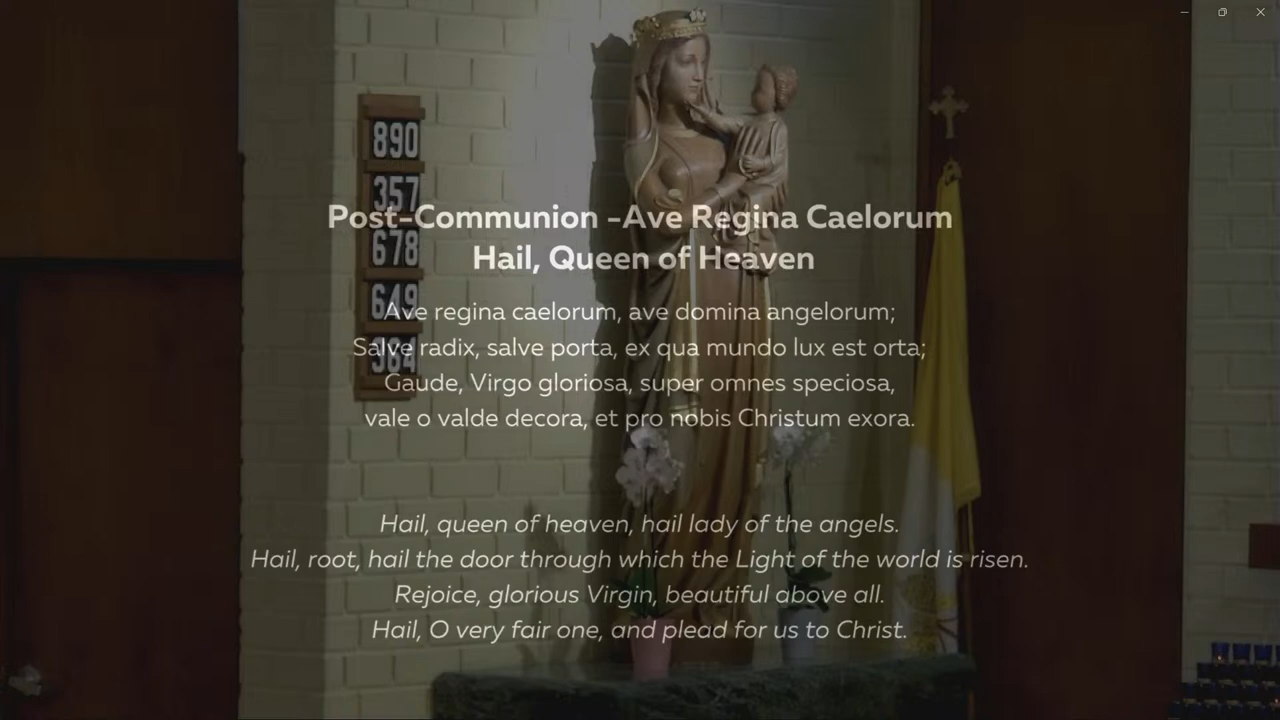 890
357
Post-Communion -Ave Regina Caelorum
678
Hail, Queen of Heaven
649
Ave regina caelorum, ave domina angelorum;
Salve radix, salve porta, ex qua mundo lux est orta;
384
Gaude, Virgo gloriosa, super omnes speciosa,
vale o valde decora, et pro nobis Christum exora.
Hail, queen of heaven, hail lady of the angels.
Hail, root, hail the door through which the Light of the world is risen.
Rejoice, glorious Virgin, beautiful above all.
Hail, O very fair one, and plead for us to Christ.